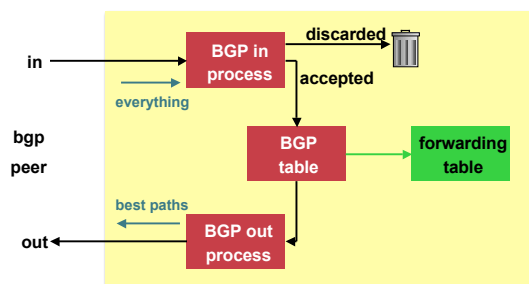 discarded
BGP in
process
in
accepted
everything
bgp
peer
BGP
table
forwarding
table
best paths
BGP out
process
out